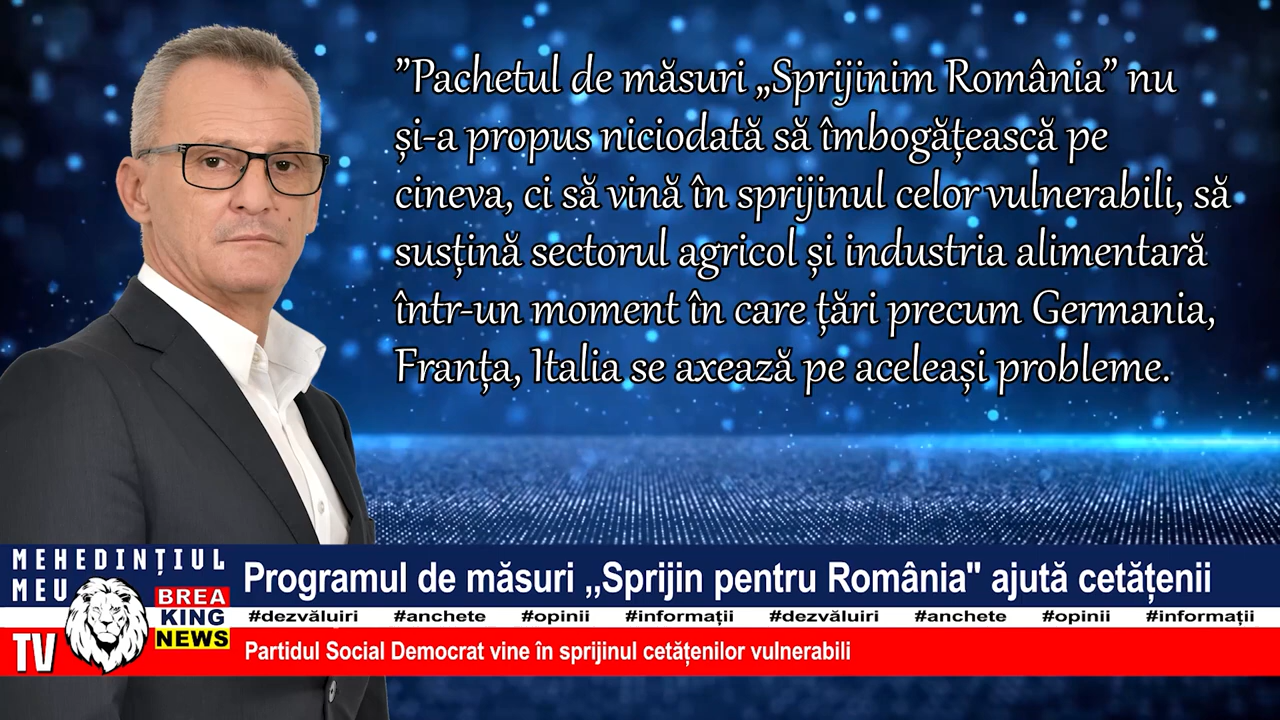 ”Pachetul de măsuri „Sprijinim România” nu
și-a propus niciodată să îmbogățească pe
cineva, ci să vină în sprijinul celor vulnerabili, să
susțină sectorul agricol și industria alimentară
într-un moment în care țări precum Germania,
Franța, Italia se axează pe aceleași probleme.
MEHEDINȚIUL
MEU
TV
BREA
KING
NEWS
Programul de măsuri ,,Sprijin pentru România" ajută cetățenii
#dezvăluiri #anchete #opinii #informații #dezvăluiri #anchete #opinii #informații
Partidul Social Democrat vine în sprijinul cetățenilor vulnerabili